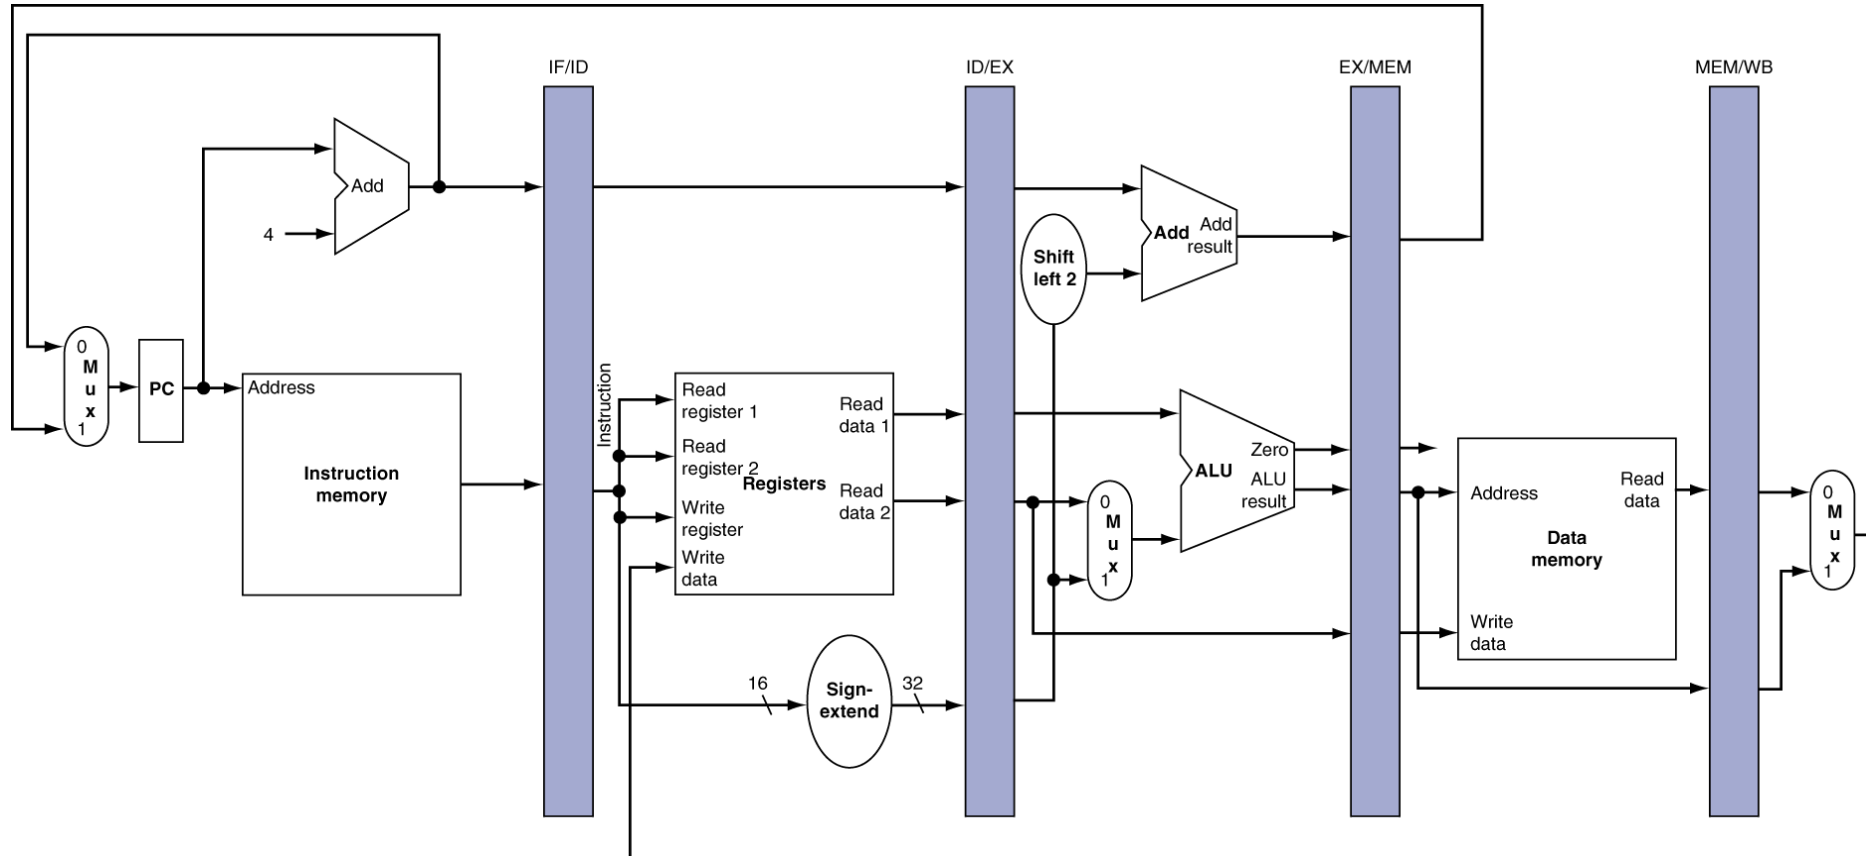 IF/ID
ID/EX
EX/MEM
MEM/WB
Add
4
Add
Add
result
Shift
left 2
0
M
u
x
1
PC
Address
Instruction
memory
Instruction
Read
register 1
Read
register 2
Write
register
Write
data
Registers
Read
data 1
Read
data 2
16
Sign-
extend
32
0
M
u
x
1
Zero
ALU
ALU
result
Address
Read
data
Data
memory
Write
data
0
M
u
x
1